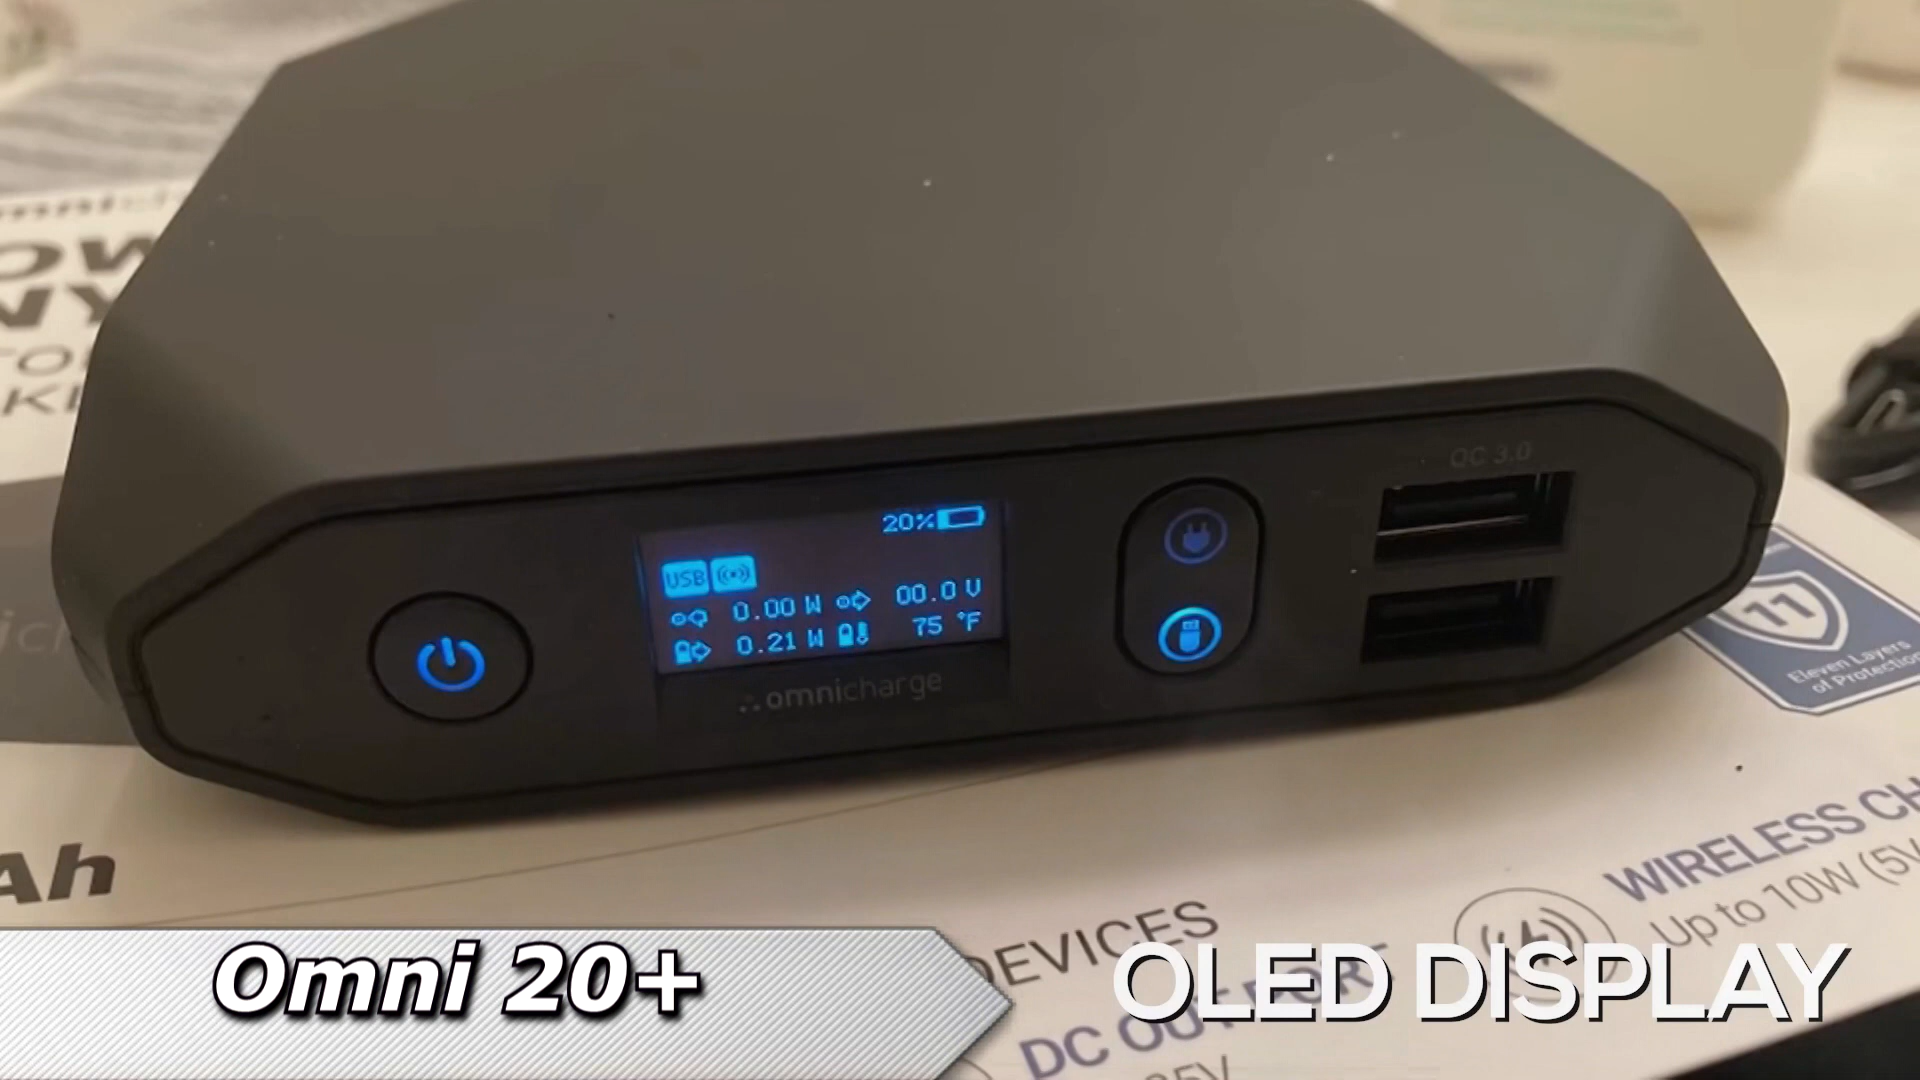 QC 3.0
20%
USB
0.00 W 00.0 V
0.21 W 75 °F
omnicharge
11
Eleven Layers
of Protection
Ah
WIRELESS CH
Up to 10W (5V
DEVICES
DC OUT
Omni 20+
OLED DISPLAY